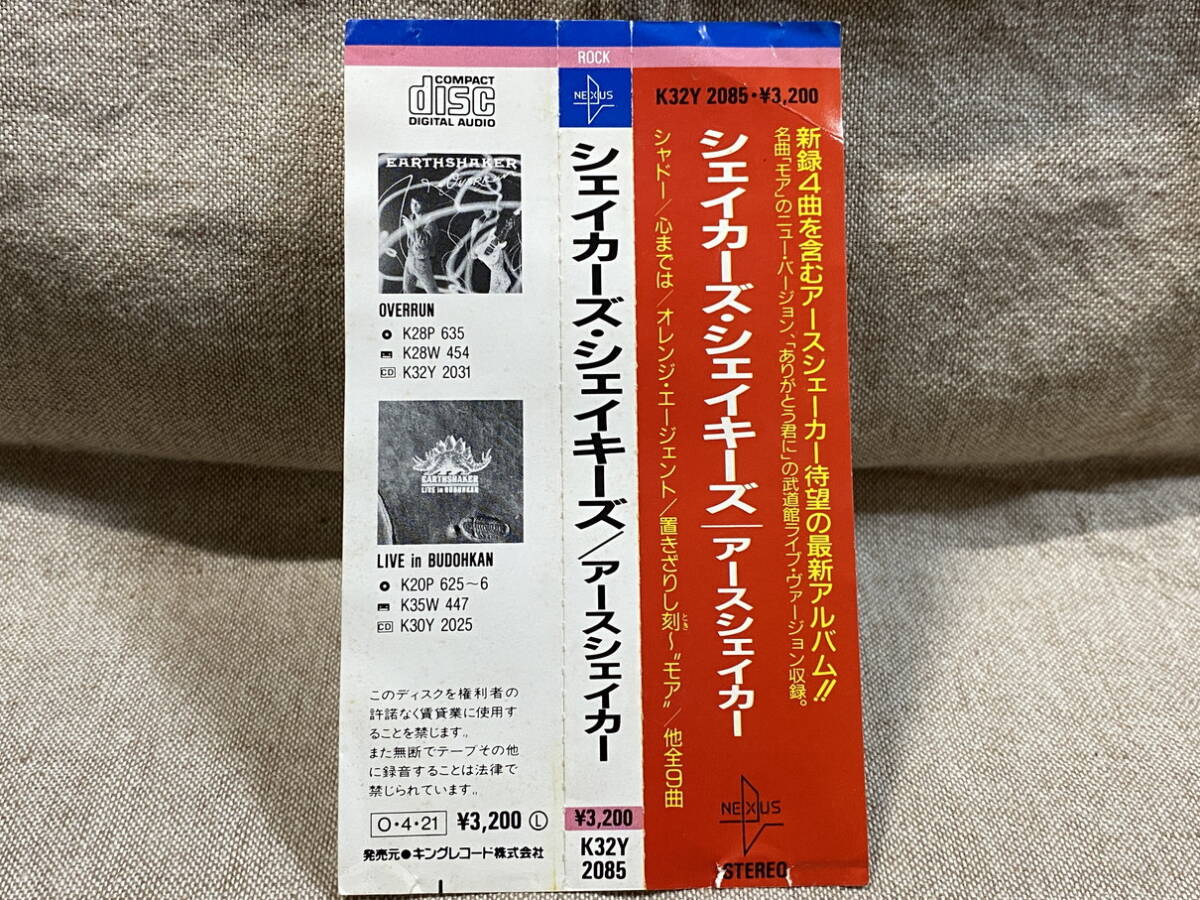 COMPACT
disc
DIGITAL AUDIO
EARTHSHAKER
OVERRUN
K28P 635
K28W 454
CD K32Y 2031
EARTHSHAKER
LIVE in BUDOHKAN
LIVE in BUDOHKAN
K20P 625〜6
K35W 447
CD K30Y 2025
このディスクを権利者の
許諾なく賃貸業に使用す
ることを禁じます。
また無断でテープその他
に録音することは法律で
禁じられています。
O・4・21 ¥3,200 Ⓛ
発売元●キングレコード株式会社
ROCK
NEXUS
シェイカーズ・シェイキーズ/アースシェイカー
¥3,200
K32Y
2085
K32Y 2085・¥3,200
新録4曲を含むアースシェーカー待望の最新アルバム!!
名曲「モア」のニュー・バージョン、「ありがとう君に」の武道館ライブ・ヴァージョン収録。
シェイカーズ・シェイキーズ|アースシェイカー
シャドー/心までは/オレンジ・エージェント/置きざりし刻(とき)〜"モア"/他全9曲
NEXUS
STEREO